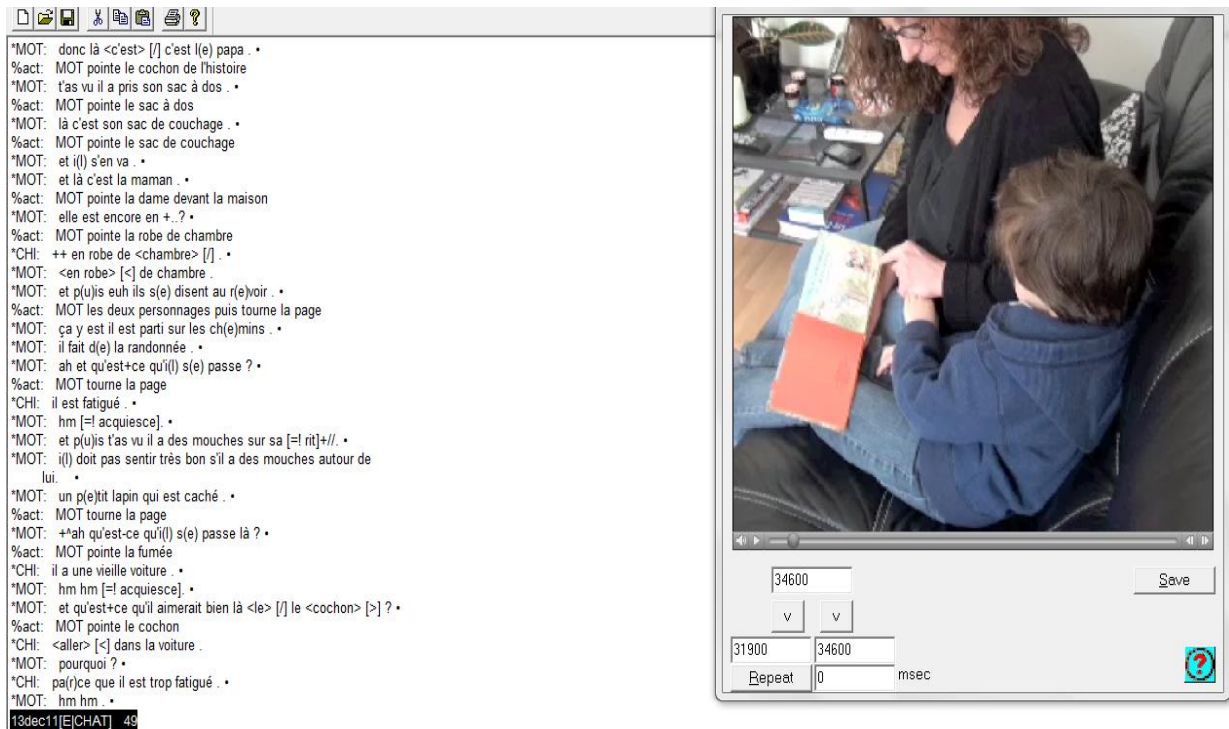 *MOT: donc là <c'est> [/] c'est l(e) papa . •
%act: MOT pointe le cochon de l'histoire
*MOT: t'as vu il a pris son sac à dos . •
%act: MOT pointe le sac à dos
*MOT: là c'est son sac de couchage . •
%act: MOT pointe le sac de couchage
*MOT: et i(l) s'en va . •
*MOT: et là c'est la maman . •
%act: MOT pointe la dame devant la maison
*MOT: elle est encore en +..? •
%act: MOT pointe la robe de chambre
*CHI: ++ en robe de <chambre> [/] . •
*MOT: <en robe> [<] de chambre .
*MOT: et p(u)is euh ils s(e) disent au r(e)voir . •
%act: MOT les deux personnages puis tourne la page
*MOT: ça y est il est parti sur les ch(e)mins . •
*MOT: il fait d(e) la randonnée . •
*MOT: ah et qu'est+ce qu'i(l) s(e) passe ? •
%act: MOT tourne la page
*CHI: il est fatigué . •
*MOT: hm [=! acquiesce]. •
*MOT: et p(u)is t'as vu il a des mouches sur sa [=! rit]+//. •
*MOT: i(l) doit pas sentir très bon s'il a des mouches autour de
lui. •
*MOT: un p(e)tit lapin qui est caché . •
%act: MOT tourne la page
*MOT: +^ah qu'est-ce qu'i(l) s(e) passe là ? •
%act: MOT pointe la fumée
*CHI: il a une vieille voiture . •
*MOT: hm hm [=! acquiesce]. •
*MOT: et qu'est+ce qu'il aimerait bien là <le> [/] le <cochon> [>] ? •
%act: MOT pointe le cochon
*CHI: <aller> [<] dans la voiture .
*MOT: pourquoi ? •
*CHI: pa(r)ce que il est trop fatigué . •
*MOT: hm hm . •
13dec11[E|CHAT] 49
34600
Save
v v
31900 34600
Repeat 0 msec